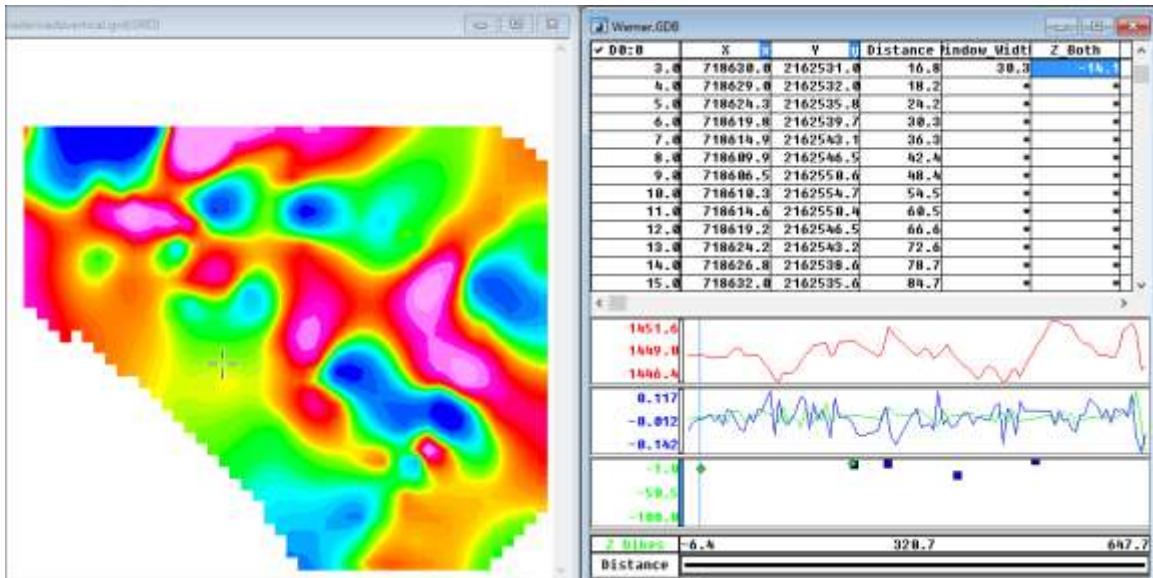 Werner.GDB
✓ D0:0 X Y Distance Window_Widtl Z_Both
3.0 718630.0 2162531.0 16.8 30.3 -14.1
4.0 718629.0 2162532.0 18.2 * *
5.0 718624.3 2162535.8 24.2 * *
6.0 718619.8 2162539.7 30.3 * *
7.0 718614.9 2162543.1 36.3 * *
8.0 718609.9 2162546.5 42.4 * *
9.0 718606.5 2162550.6 48.4 * *
10.0 718610.3 2162554.7 54.5 * *
11.0 718614.6 2162550.4 60.5 * *
12.0 718619.2 2162546.5 66.6 * *
13.0 718624.2 2162543.2 72.6 * *
14.0 718626.8 2162538.6 78.7 * *
15.0 718632.0 2162535.6 84.7 * *
1451.6
1449.0
1446.4
0.117
-0.012
-0.142
-1.0
-50.5
-100.0
Z_Dikes -6.4 320.7 647.7
Distance